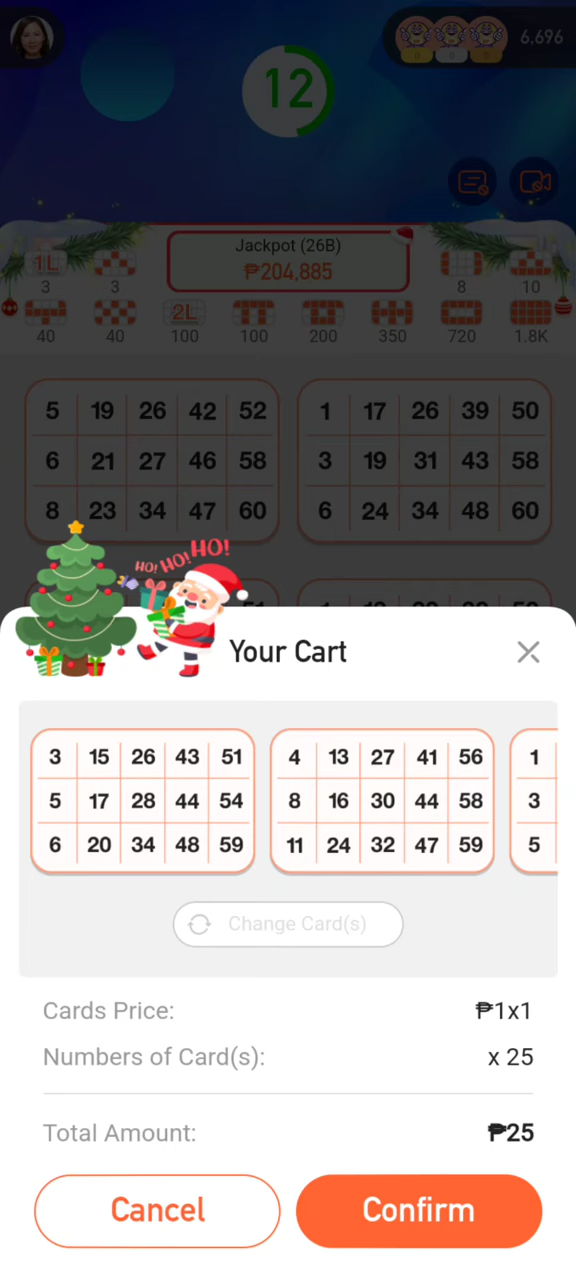 12
6,696
Jackpot (26B)
₱204,885
1L
3
3
8
10
2L
40
40
100
100
200
350
720
1.8K
5 19 26 42 52
6 21 27 46 58
8 23 34 47 60
1 17 26 39 50
3 19 31 43 58
6 24 34 48 60
HO! HO! HO!
Your Cart
3 15 26 43 51
5 17 28 44 54
6 20 34 48 59
4 13 27 41 56
8 16 30 44 58
11 24 32 47 59
1
3
5
Change Card(s)
Cards Price: ₱1x1
Numbers of Card(s): x 25
Total Amount: ₱25
Cancel
Confirm